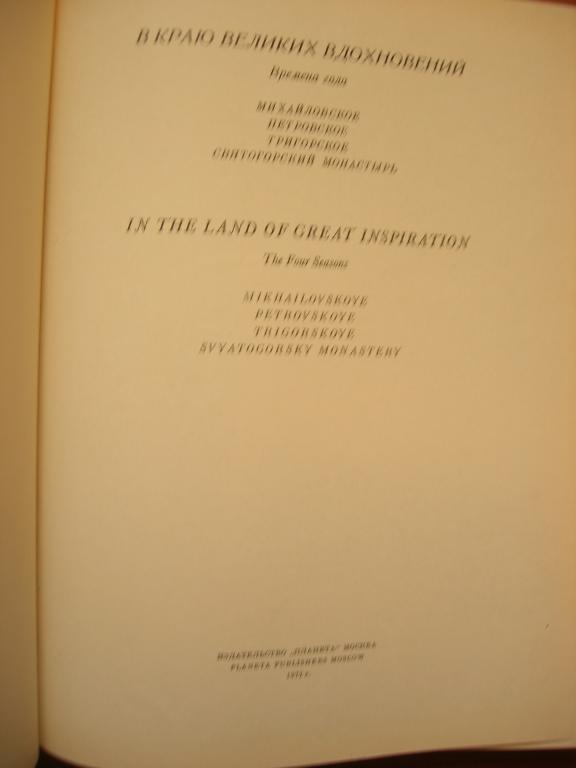 В КРАЮ ВЕЛИКИХ ВДОХНОВЕНИЙ
Времена года
МИХАЙЛОВСКОЕ
ПЕТРОВСКОЕ
ТРИГОРСКОЕ
СВЯТОГОРСКИЙ МОНАСТЫРЬ
IN THE LAND OF GREAT INSPIRATION
The Four Seasons
MIKHAILOVSKOYE
PETROVSKOYE
TRIGORSKOYE
SVYATOGORSKY MONASTERY
ИЗДАТЕЛЬСТВО „ПЛАНЕТА" МОСКВА
PLANETA PUBLISHERS MOSCOW